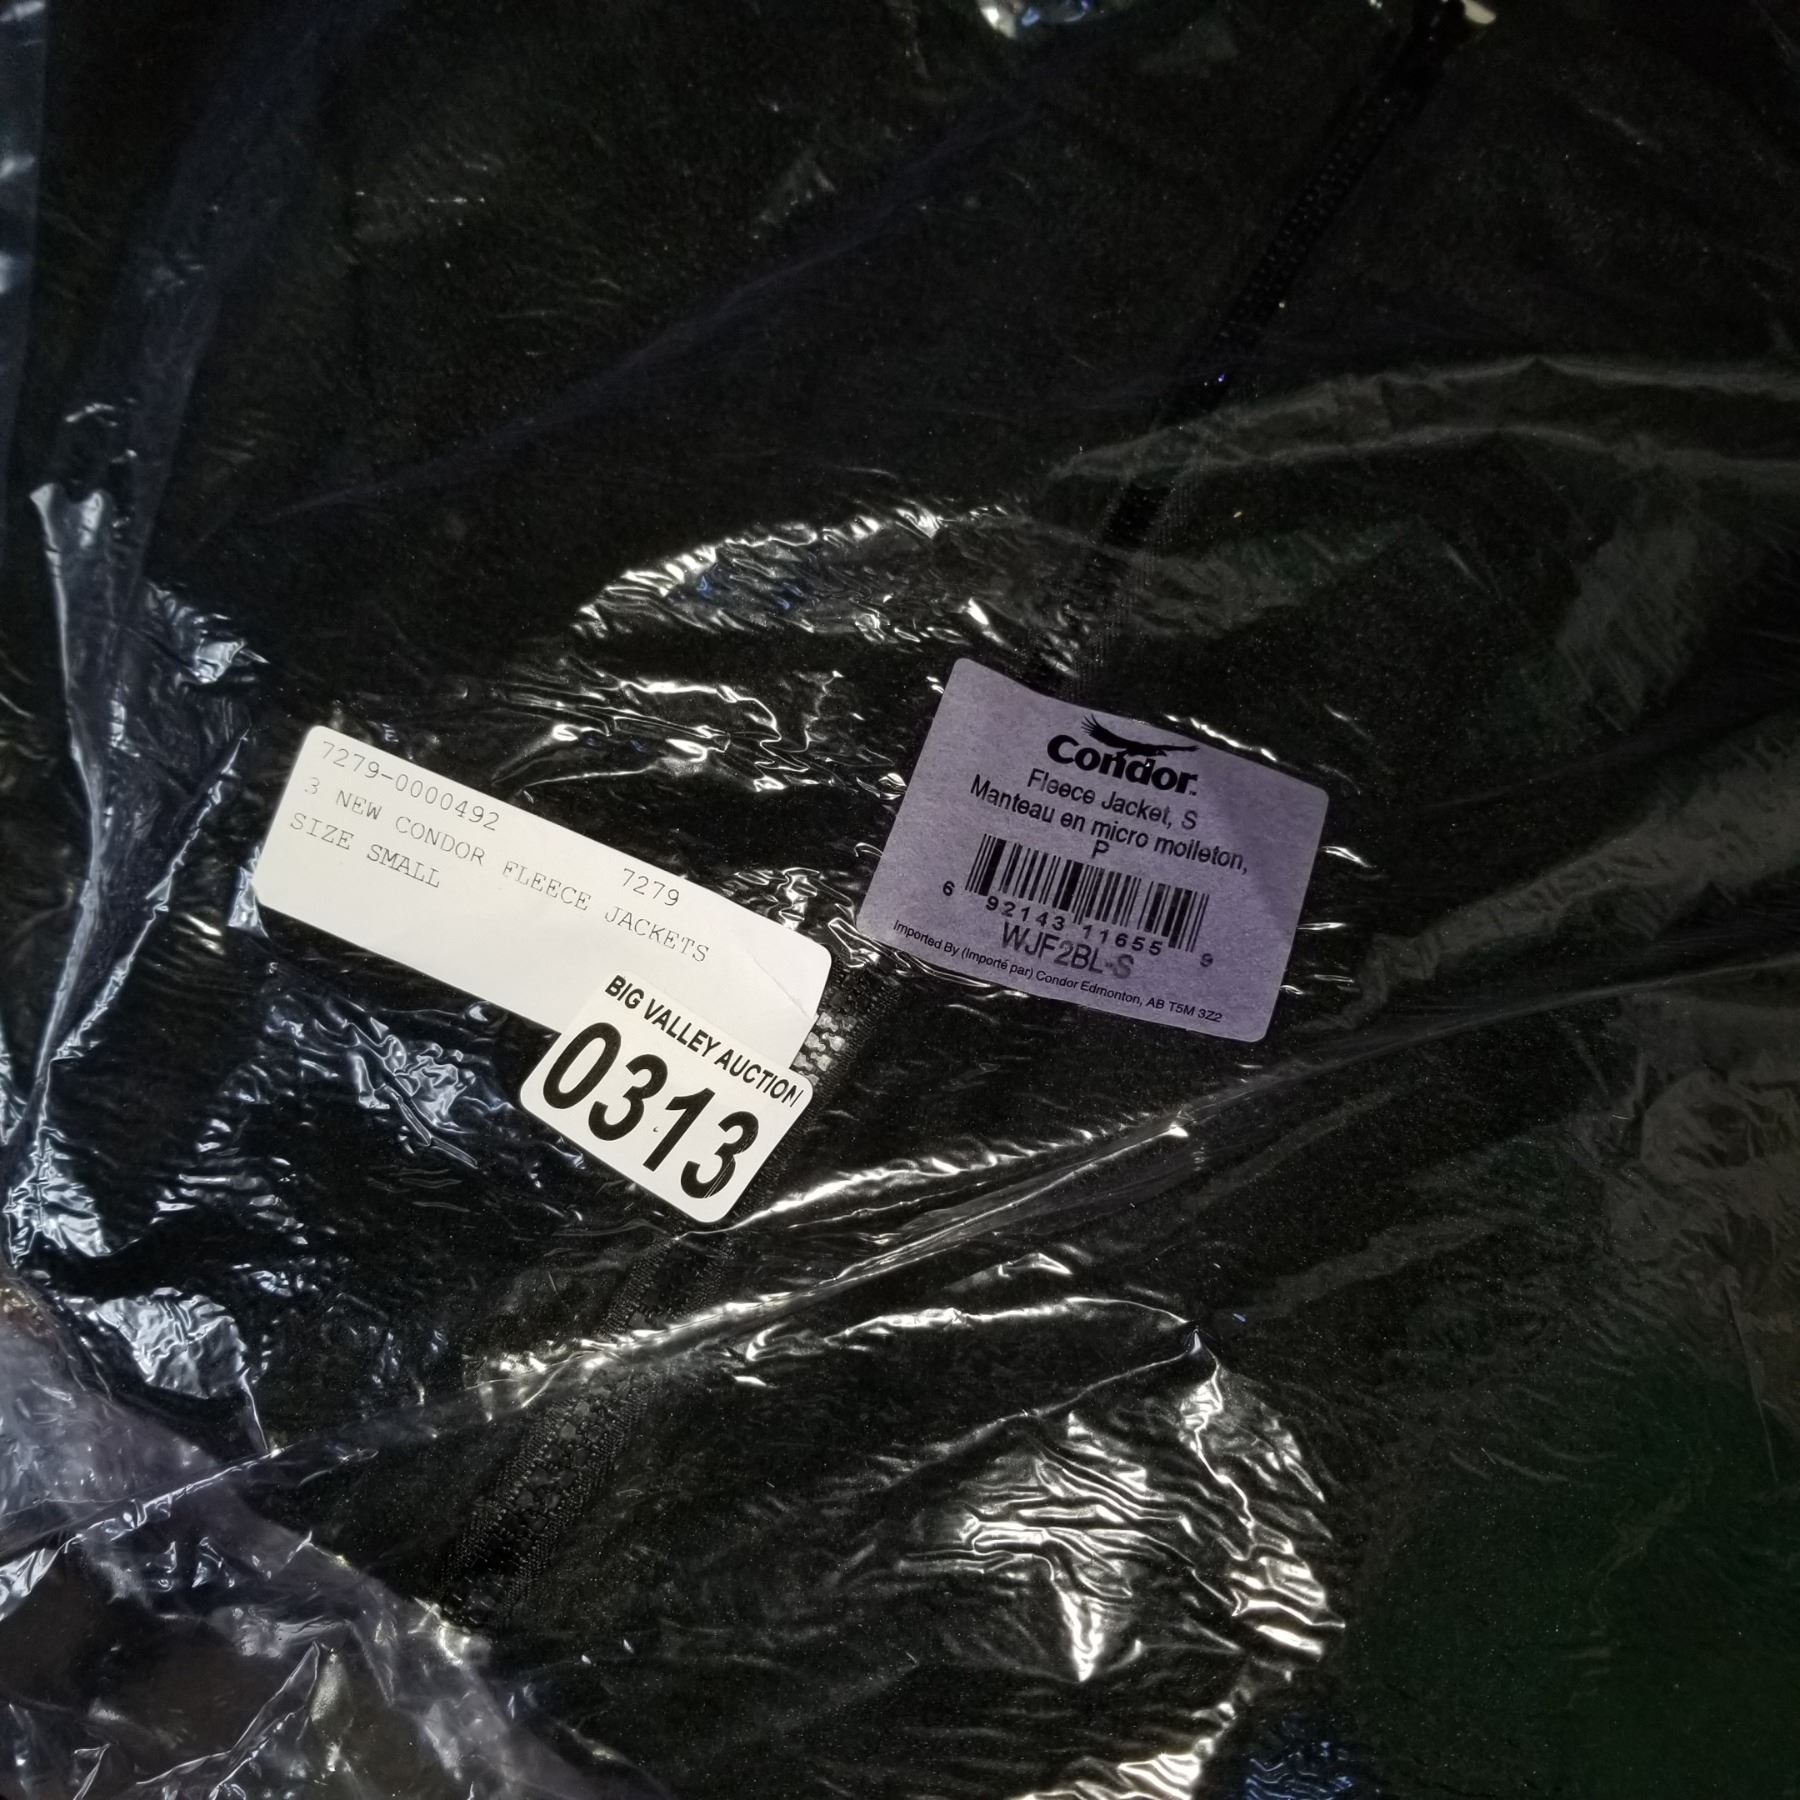 7279-0000492
7279
3 NEW CONDOR FLEECE JACKETS
SIZE SMALL
BIG VALLEY AUCTION
0313
Condor™
Fleece Jacket, S
Manteau en micro molleton,
P
6 92143 11655 9
WJF2BL-S
Imported By (Importé par) Condor Edmonton, AB T5M 3Z2